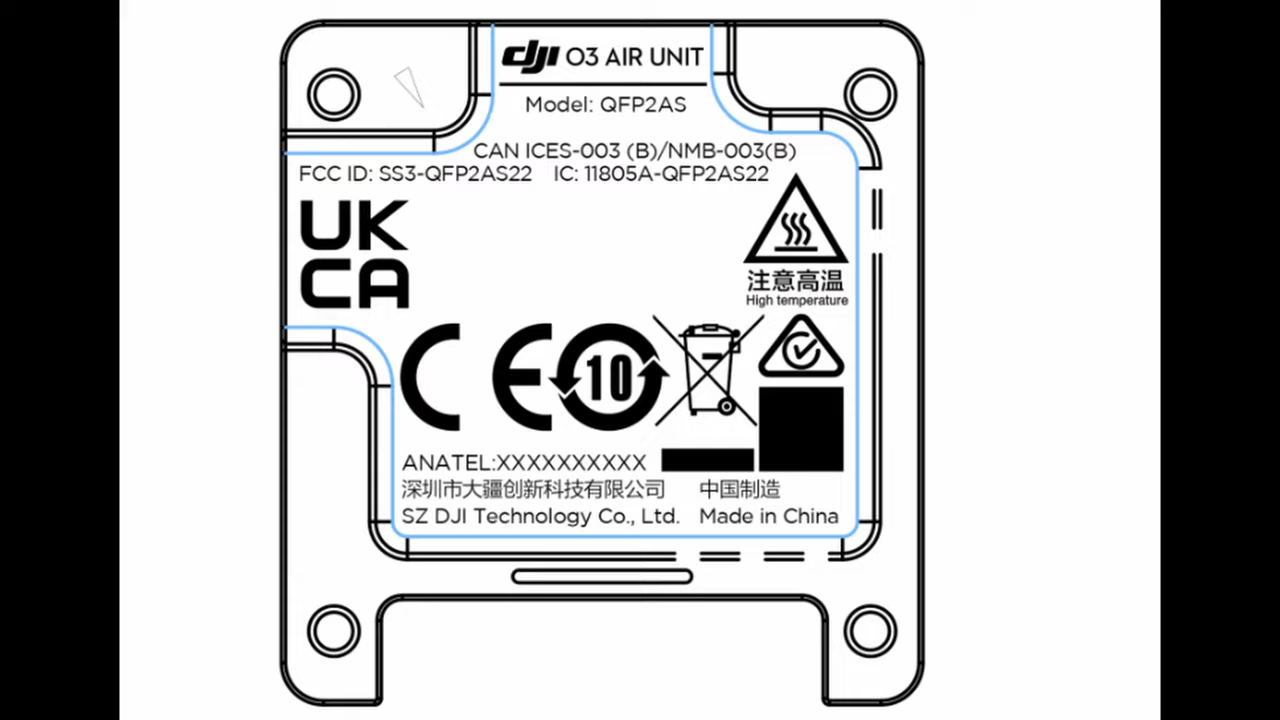 dji O3 AIR UNIT
Model: QFP2AS
CAN ICES-003 (B)/NMB-003(B)
FCC ID: SS3-QFP2AS22 IC: 11805A-QFP2AS22
UK
CA
注意高温
High temperature
CE 10
ANATEL:XXXXXXXXXX
深圳市大疆创新科技有限公司 中国制造
SZ DJI Technology Co., Ltd. Made in China